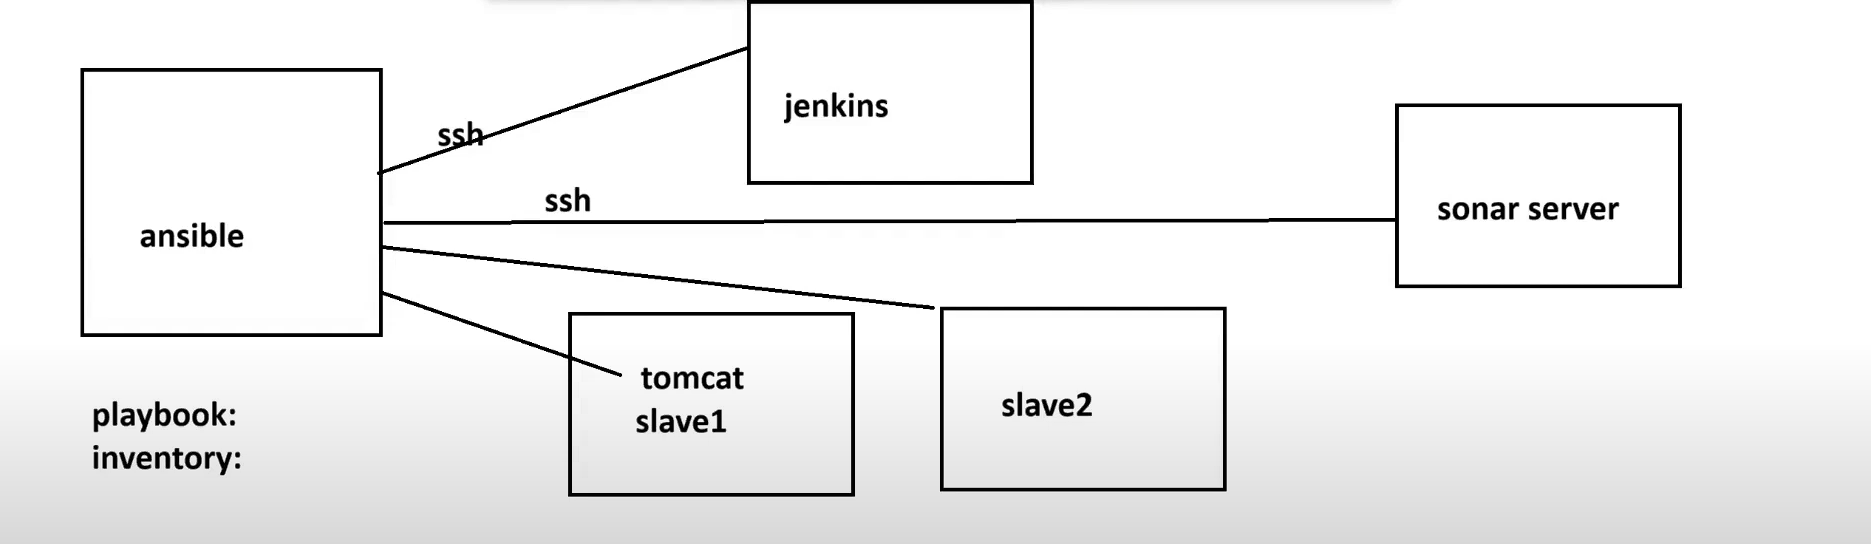 jenkins
ssh
ssh
sonar server
ansible
tomcat
slave1
slave2
playbook:
inventory: